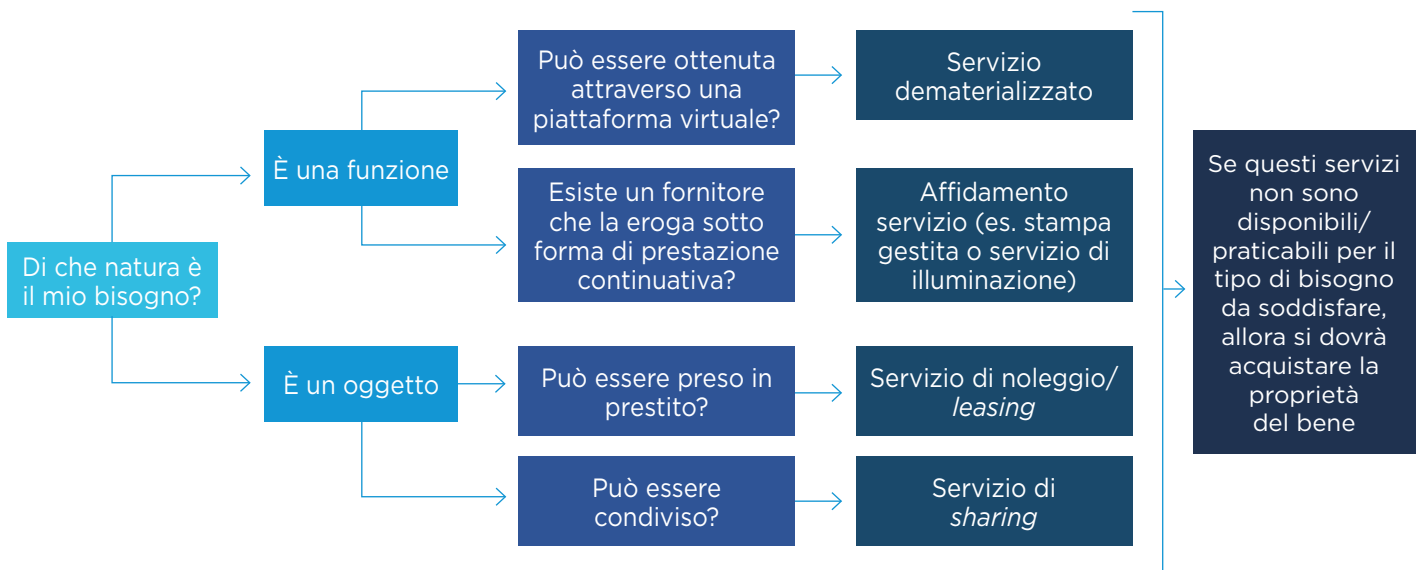 Di che natura è
il mio bisogno?
È una funzione
È un oggetto
Può essere ottenuta
attraverso una
piattaforma virtuale?
Servizio
dematerializzato
Esiste un fornitore
che la eroga sotto
forma di prestazione
continuativa?
Affidamento
servizio (es. stampa
gestita o servizio di
illuminazione)
Può essere preso in
prestito?
Servizio di noleggio/
leasing
Può essere
condiviso?
Servizio di
sharing
Se questi servizi
non sono
disponibili/
praticabili per il
tipo di bisogno
da soddisfare,
allora si dovrà
acquistare la
proprietà
del bene